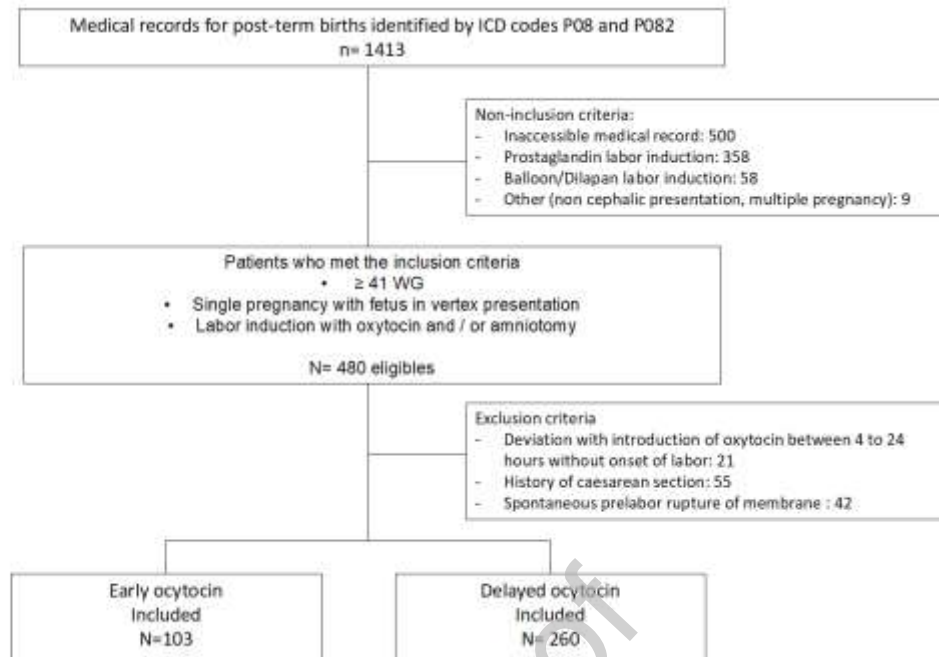 Medical records for post-term births identified by ICD codes P08 and P082
n= 1413
Non-inclusion criteria:
- Inaccessible medical record: 500
- Prostaglandin labor induction: 358
- Balloon/Dilapan labor induction: 58
- Other (non cephalic presentation, multiple pregnancy): 9
Patients who met the inclusion criteria
• ≥ 41 WG
• Single pregnancy with fetus in vertex presentation
• Labor induction with oxytocin and / or amniotomy
N= 480 eligibles
Exclusion criteria
- Deviation with introduction of oxytocin between 4 to 24
hours without onset of labor: 21
- History of caesarean section: 55
- Spontaneous prelabor rupture of membrane : 42
Early ocytocin
Included
N=103
Delayed ocytocin
Included
N= 260
of